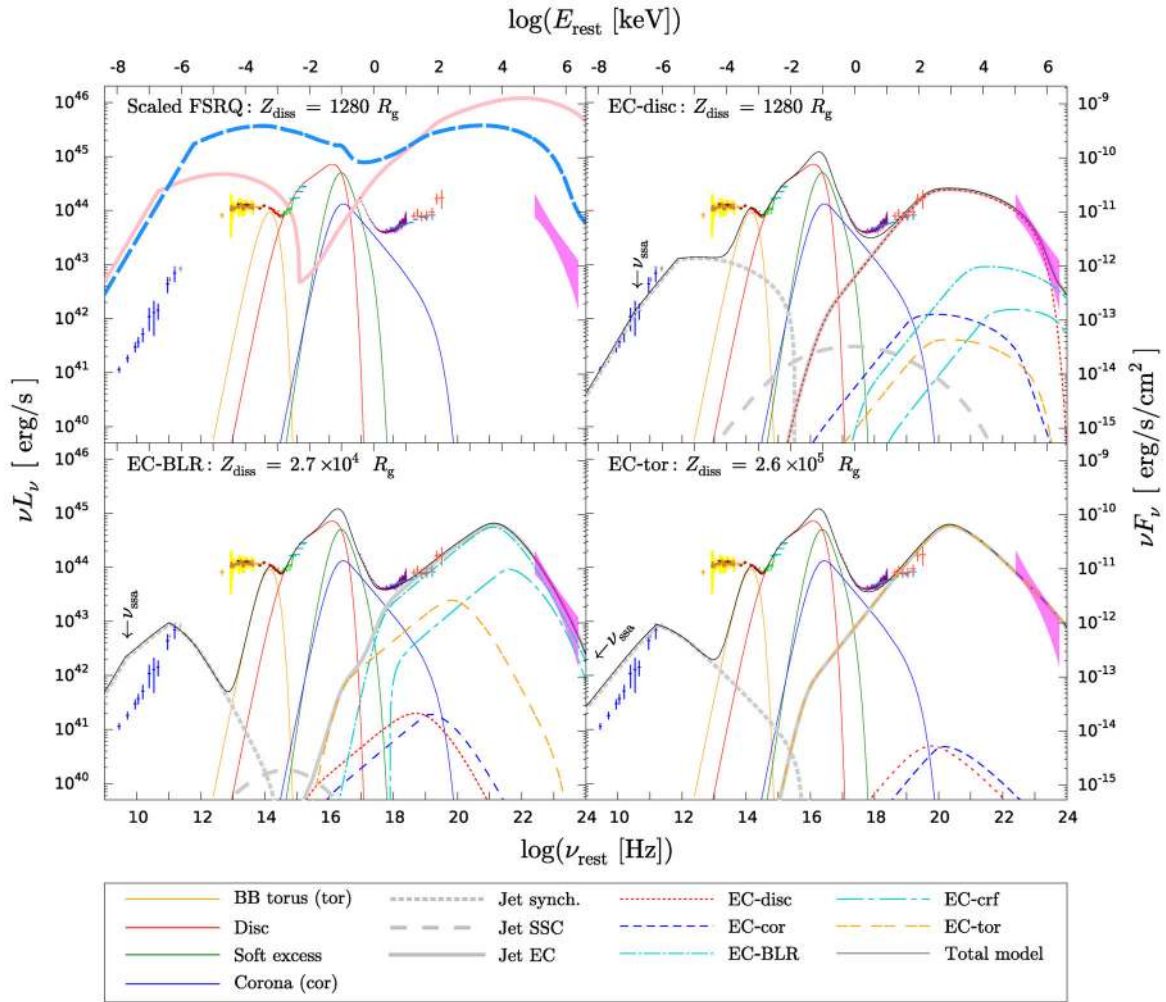 log(E_rest [keV])
-8 -6 -4 -2 0 2 4 6 -8 -6 -4 -2 0 2 4 6
Scaled FSRQ: Z_diss = 1280 R_g
EC-disc: Z_diss = 1280 R_g
10^46
10^45
10^44
10^43
10^42
10^41
10^40
←ν_ssa
10^-9
10^-10
10^-11
10^-12
10^-13
10^-14
10^-15
EC-BLR: Z_diss = 2.7 ×10^4 R_g
EC-tor: Z_diss = 2.6 ×10^5 R_g
10^46
10^45
10^44
10^43
10^42
10^41
10^40
←ν_ssa
←ν_ssa
10^-9
10^-10
10^-11
10^-12
10^-13
10^-14
10^-15
νL_ν [ erg/s ]
νF_ν [ erg/s/cm^2 ]
10 12 14 16 18 20 22 10 12 14 16 18 20 22 24
log(ν_rest [Hz])
BB torus (tor) Jet synch. EC-disc EC-crf
Disc Jet SSC EC-cor EC-tor
Soft excess Jet EC EC-BLR Total model
Corona (cor)